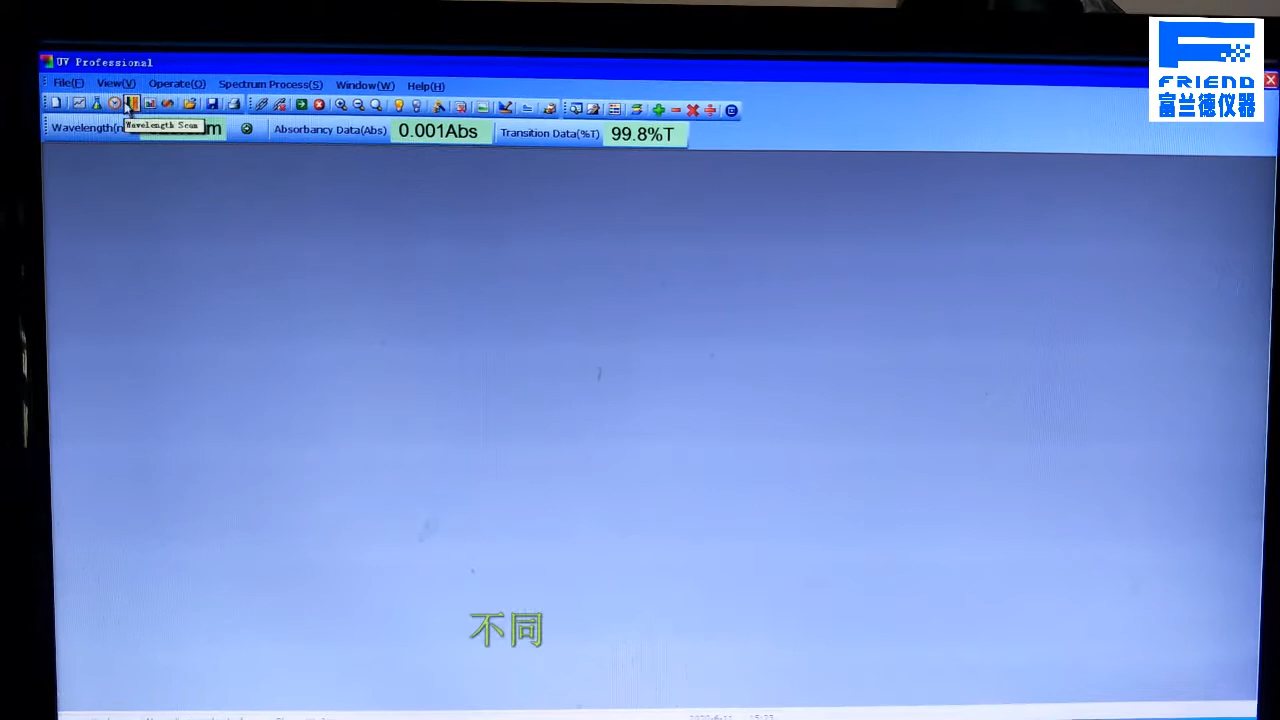 UV Professional
FRIEND
富兰德仪器
File(F) View(V) Operate(O) Spectrum Process(S) Window(W) Help(H)
Wavelength Scan
Absorbancy Data(Abs) 0.001Abs Transition Data(%T) 99.8%T
不同